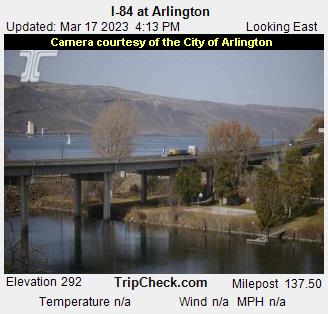 I-84 at Arlington
Updated: Mar 17 2023 4:13 PM Looking East
Camera courtesy of the City of Arlington
Elevation 292 TripCheck.com Milepost 137.50
Temperature n/a Wind n/a MPH n/a